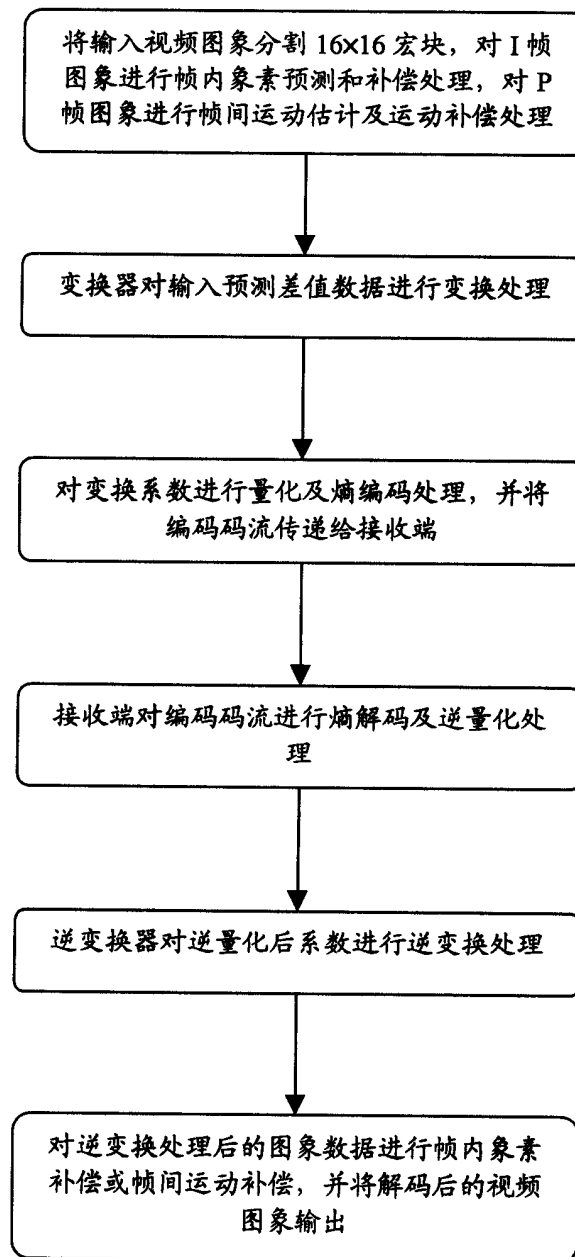 将输入视频图象分割 16×16 宏块，对 I 帧
图象进行帧内象素预测和补偿处理，对 P
帧图象进行帧间运动估计及运动补偿处理
变换器对输入预测差值数据进行变换处理
对变换系数进行量化及熵编码处理，并将
编码码流传递给接收端
接收端对编码码流进行熵解码及逆量化处
理
逆变换器对逆量化后系数进行逆变换处理
对逆变换处理后的图象数据进行帧内象素
补偿或帧间运动补偿，并将解码后的视频
图象输出